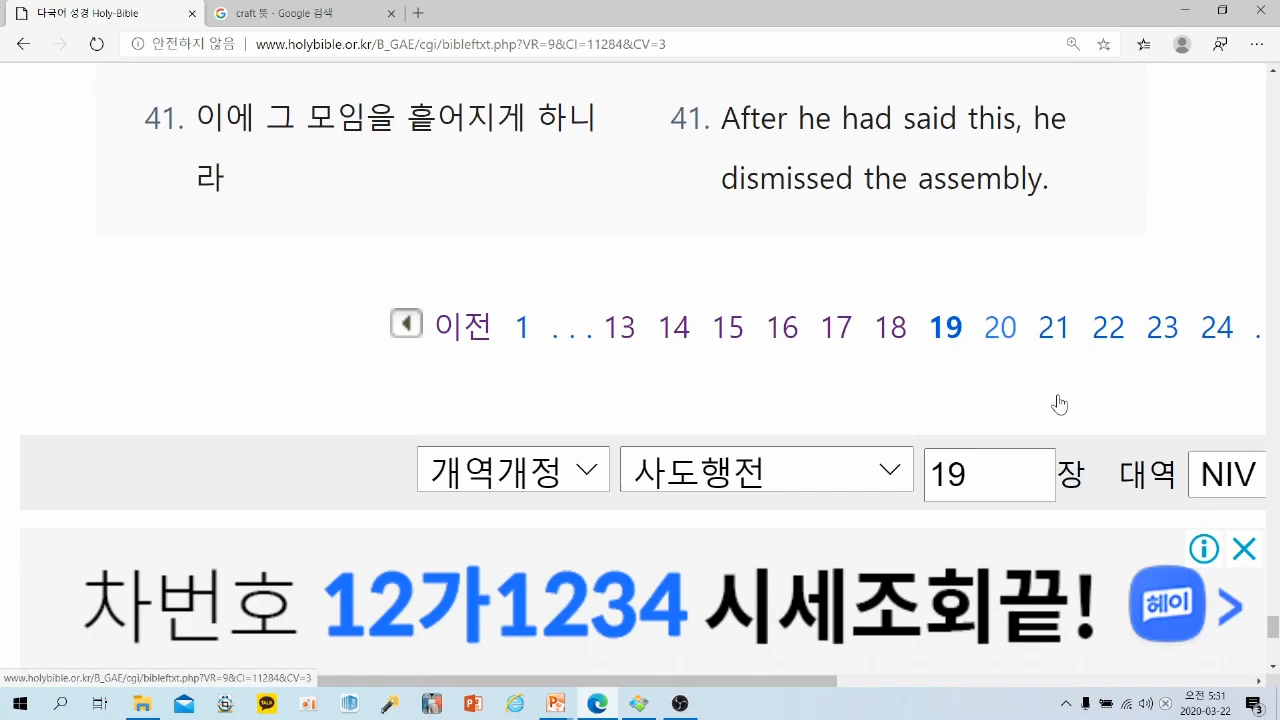 다국어 성경 Holy-Bible
craft 뜻 - Google 검색
안전하지 않음 | www.holybible.or.kr/B_GAE/cgi/bibleftxt.php?VR=9&CI=11284&CV=3
41. 이에 그 모임을 흩어지게 하니
라
41. After he had said this, he
dismissed the assembly.
이전 1 ... 13 14 15 16 17 18 19 20 21 22 23 24 .
개역개정 사도행전 19 장 대역 NIV
차번호 12가1234 시세조회끝! 헤이
www.holybible.or.kr/B_GAE/cgi/bibleftxt.php?VR=9&CI=11284&CV=3
TALK
오전 5:31
2020-03-22
3